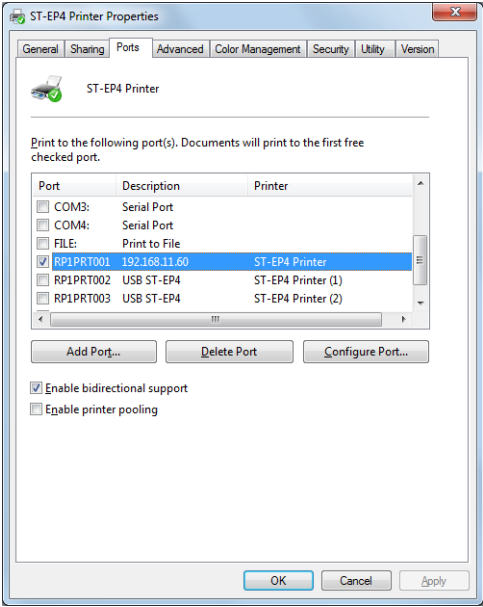 ST-EP4 Printer Properties
General Sharing Ports Advanced Color Management Security Utility Version
ST-EP4 Printer
Print to the following port(s). Documents will print to the first free
checked port.
Port Description Printer
COM3: Serial Port
COM4: Serial Port
FILE: Print to File
RP1PRT001 192.168.11.60 ST-EP4 Printer
RP1PRT002 USB ST-EP4 ST-EP4 Printer (1)
RP1PRT003 USB ST-EP4 ST-EP4 Printer (2)
Add Port... Delete Port Configure Port...
Enable bidirectional support
Enable printer pooling
OK Cancel Apply